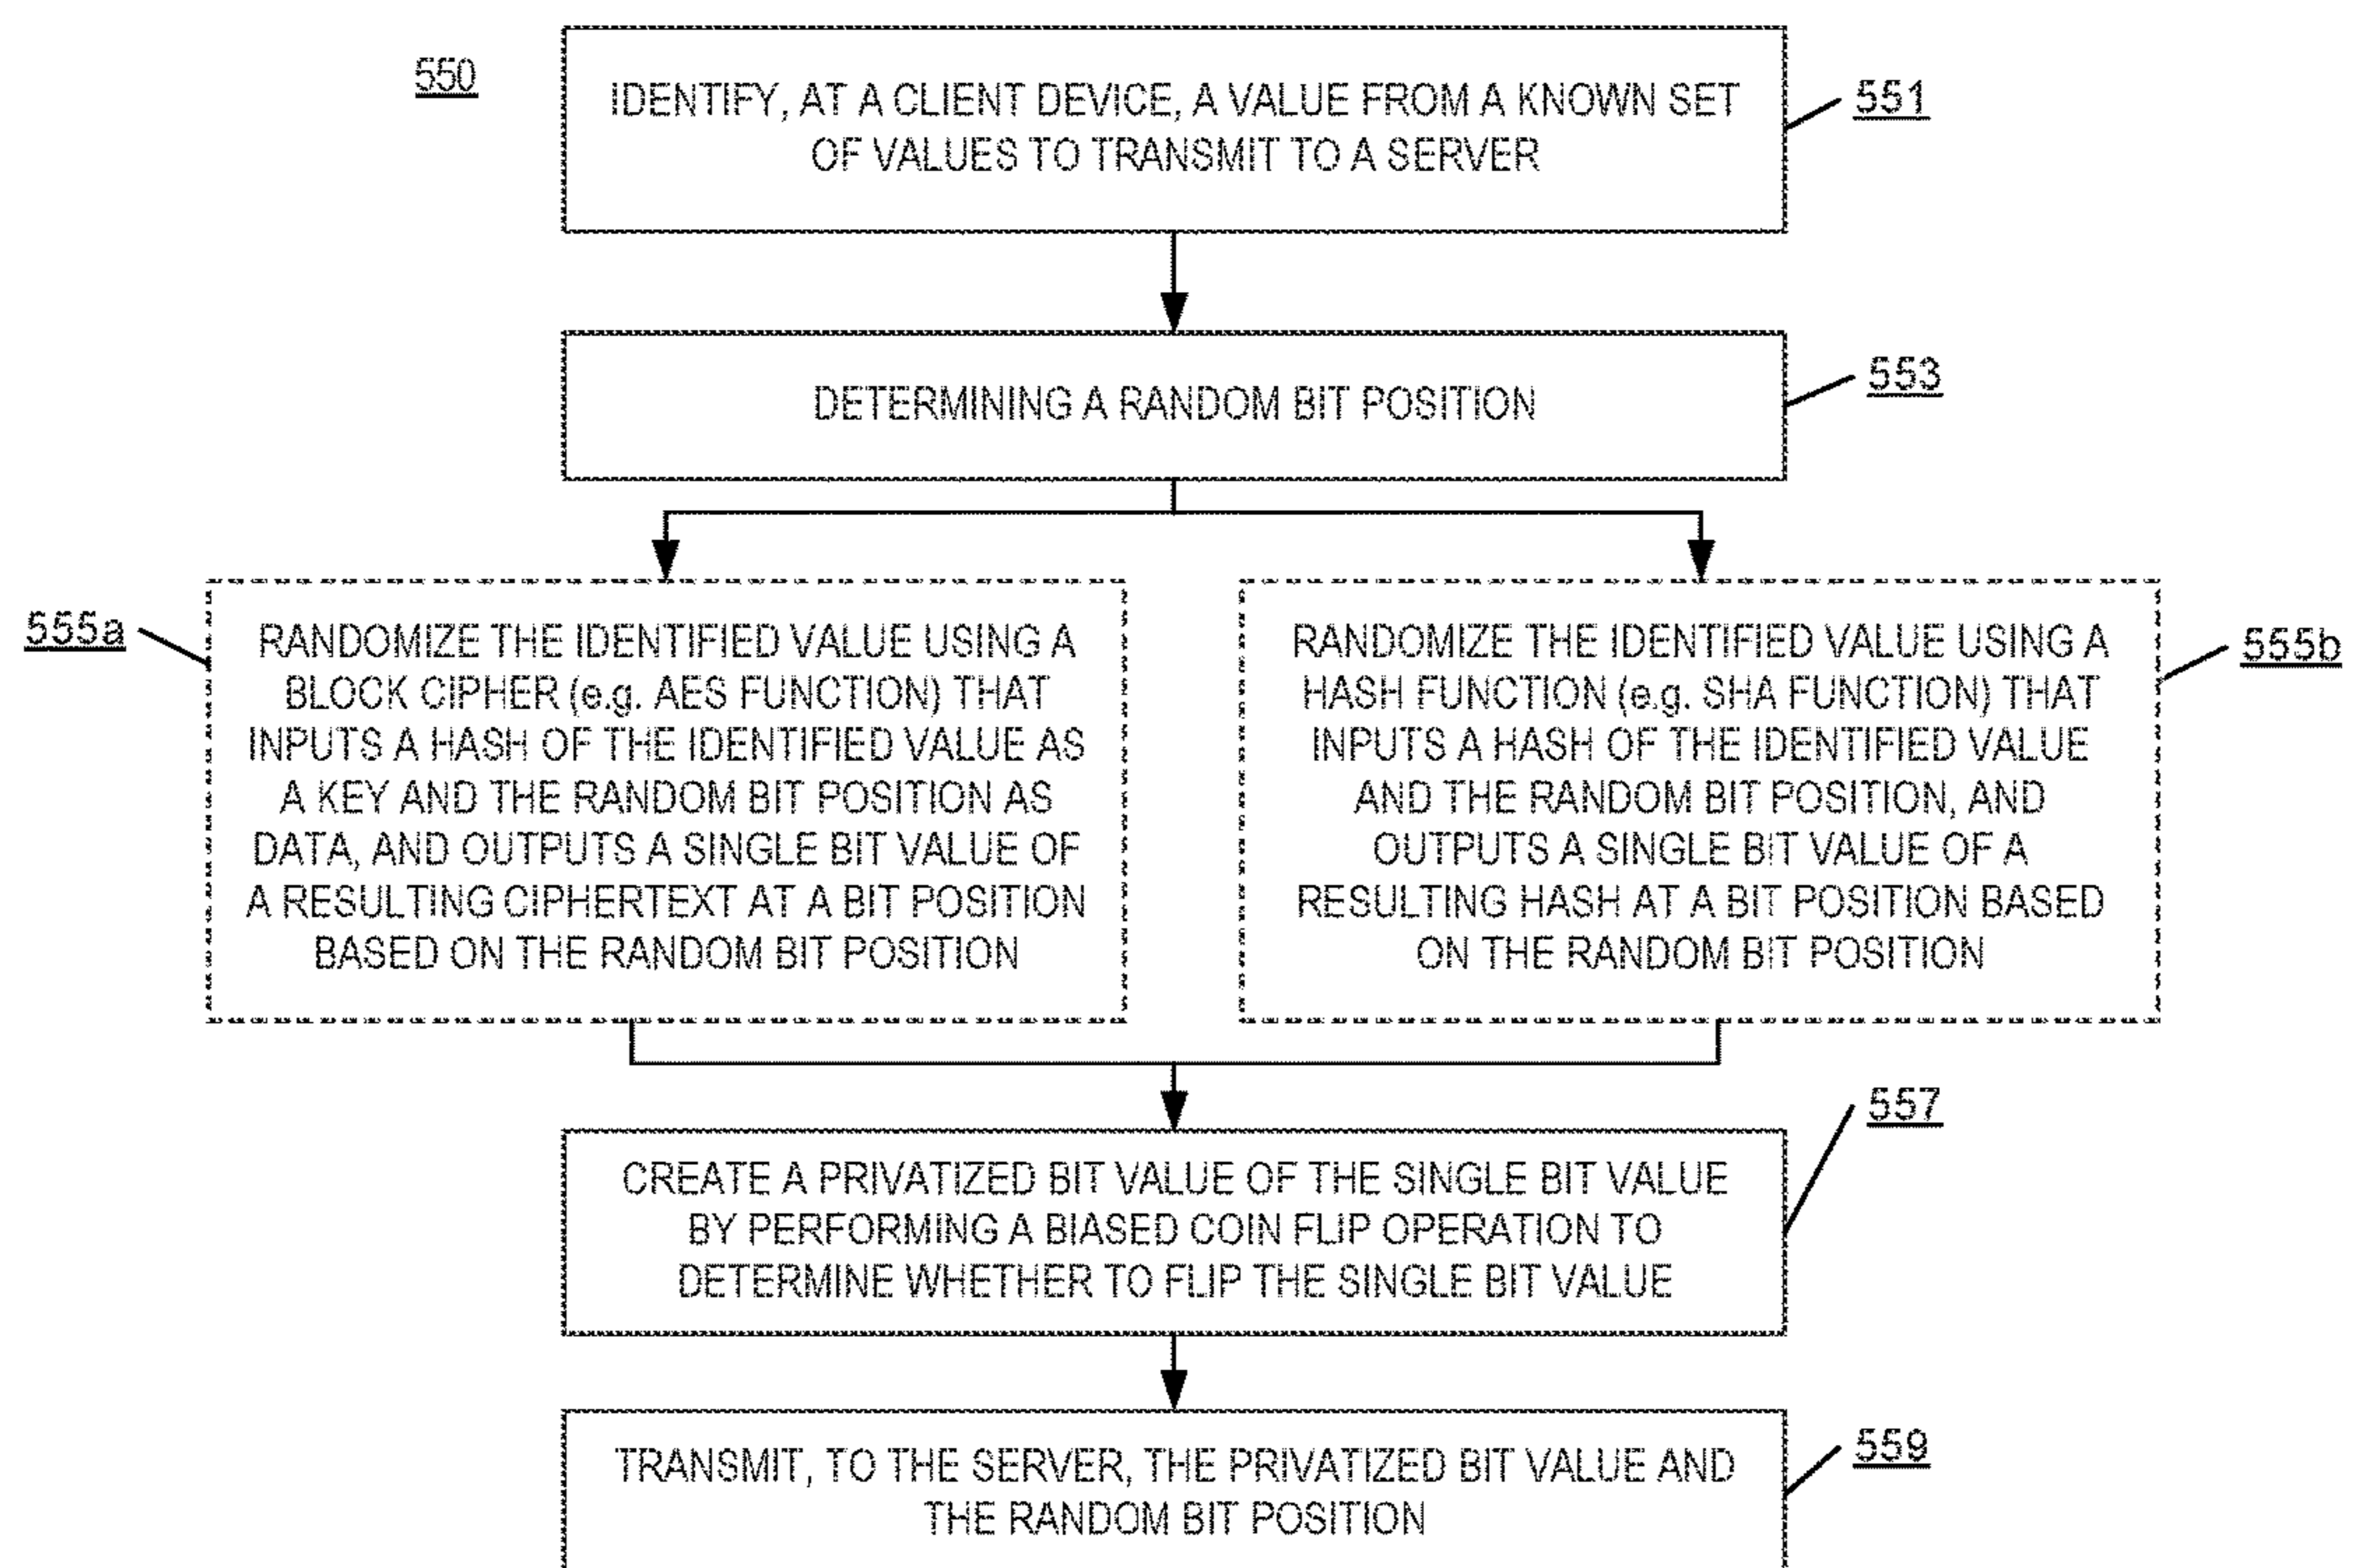 550
IDENTIFY, AT A CLIENT DEVICE, A VALUE FROM A KNOWN SET
OF VALUES TO TRANSMIT TO A SERVER
551
DETERMINING A RANDOM BIT POSITION
553
555a
RANDOMIZE THE IDENTIFIED VALUE USING A
BLOCK CIPHER (e.g. AES FUNCTION) THAT
INPUTS A HASH OF THE IDENTIFIED VALUE AS
A KEY AND THE RANDOM BIT POSITION AS
DATA, AND OUTPUTS A SINGLE BIT VALUE OF
A RESULTING CIPHERTEXT AT A BIT POSITION
BASED ON THE RANDOM BIT POSITION
RANDOMIZE THE IDENTIFIED VALUE USING A
HASH FUNCTION (e.g. SHA FUNCTION) THAT
INPUTS A HASH OF THE IDENTIFIED VALUE
AND THE RANDOM BIT POSITION, AND
OUTPUTS A SINGLE BIT VALUE OF A
RESULTING HASH AT A BIT POSITION BASED
ON THE RANDOM BIT POSITION
555b
CREATE A PRIVATIZED BIT VALUE OF THE SINGLE BIT VALUE
BY PERFORMING A BIASED COIN FLIP OPERATION TO
DETERMINE WHETHER TO FLIP THE SINGLE BIT VALUE
557
TRANSMIT, TO THE SERVER, THE PRIVATIZED BIT VALUE AND
THE RANDOM BIT POSITION
559